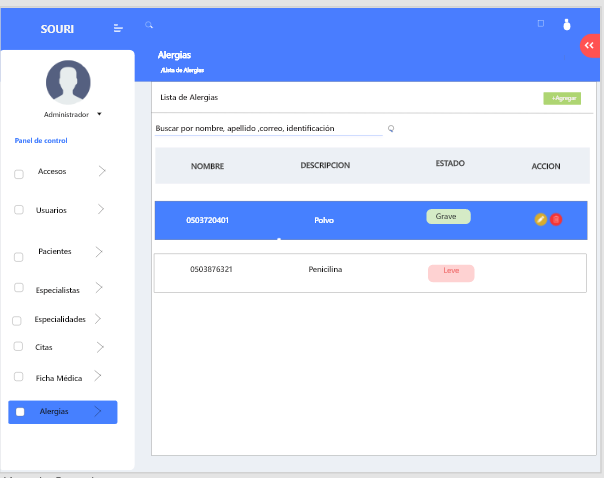 SOURI
Alergias
/Lista de Alergias
Administrador
Panel de control
Accesos
Usuarios
Pacientes
Especialistas
Especialidades
Citas
Ficha Médica
Alergias
Lista de Alergias
+Agregar
Buscar por nombre, apellido ,correo, identificación
NOMBRE DESCRIPCION ESTADO ACCION
0503720401 Polvo Grave
0503876321 Penicilina Leve